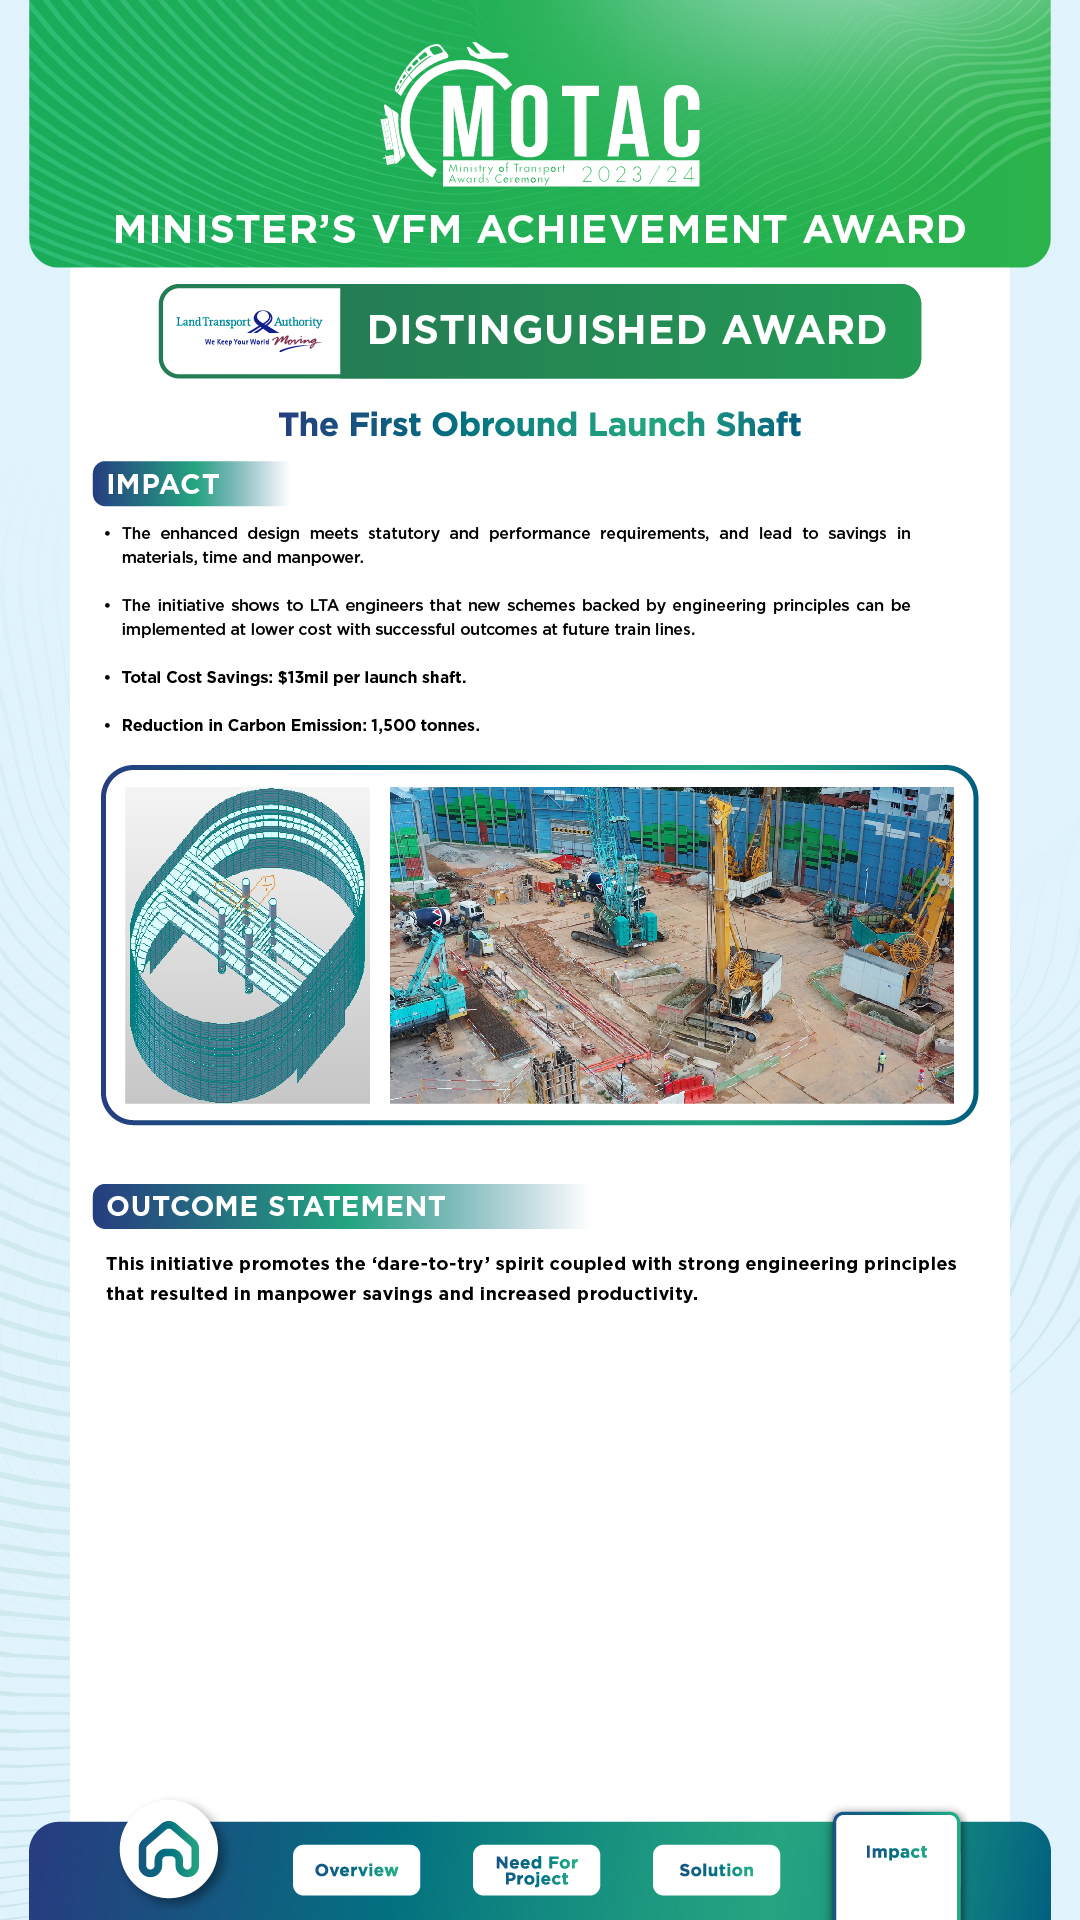 MOTAC
Ministry of Transport
Awards Ceremony
2023/24
MINISTER’S VFM ACHIEVEMENT AWARD
Land Transport Authority
We Keep Your World Moving
DISTINGUISHED AWARD
The First Obround Launch Shaft
IMPACT
• The enhanced design meets statutory and performance requirements, and lead to savings in
materials, time and manpower.
• The initiative shows to LTA engineers that new schemes backed by engineering principles can be
implemented at lower cost with successful outcomes at future train lines.
• Total Cost Savings: $13mil per launch shaft.
• Reduction in Carbon Emission: 1,500 tonnes.
OUTCOME STATEMENT
This initiative promotes the ‘dare-to-try’ spirit coupled with strong engineering principles
that resulted in manpower savings and increased productivity.
Overview
Need For
Project
Solution
Impact